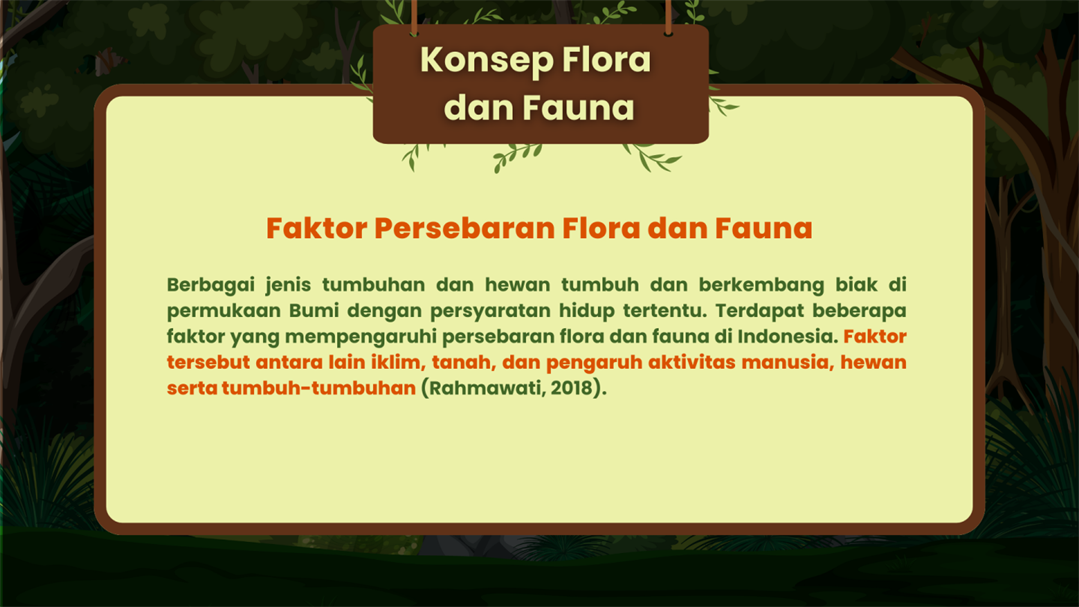 Konsep Flora
dan Fauna
Faktor Persebaran Flora dan Fauna
Berbagai jenis tumbuhan dan hewan tumbuh dan berkembang biak di
permukaan Bumi dengan persyaratan hidup tertentu. Terdapat beberapa
faktor yang mempengaruhi persebaran flora dan fauna di Indonesia. Faktor
tersebut antara lain iklim, tanah, dan pengaruh aktivitas manusia, hewan
serta tumbuh-tumbuhan (Rahmawati, 2018).